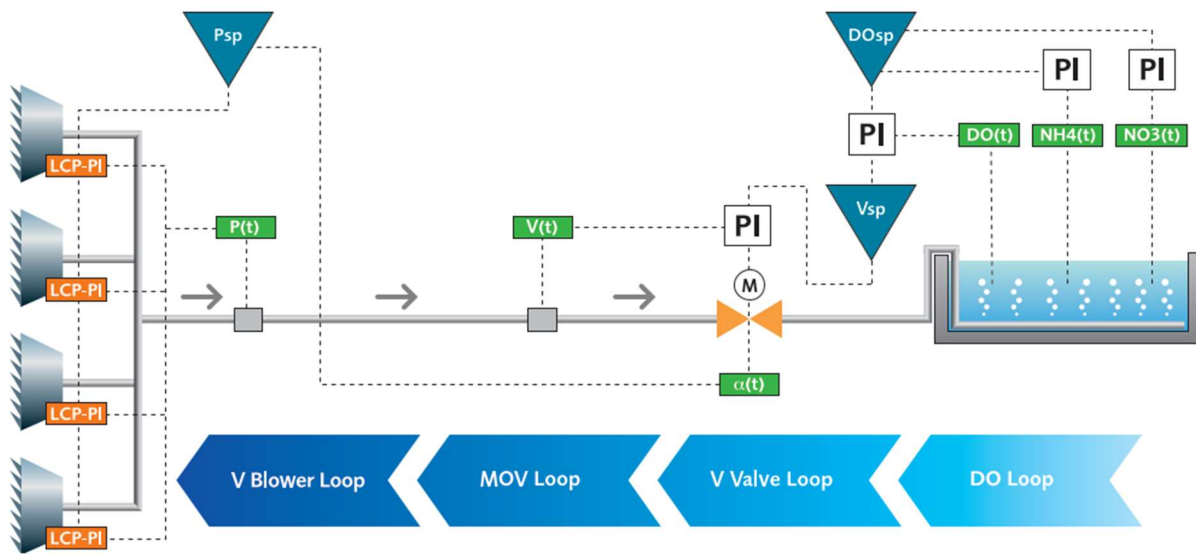 Psp
DOsp
PI
PI
LCP-PI
PI
DO(t)
NH4(t)
NO3(t)
P(t)
V(t)
PI
Vsp
LCP-PI
M
α(t)
LCP-PI
V Blower Loop
MOV Loop
V Valve Loop
DO Loop
LCP-PI